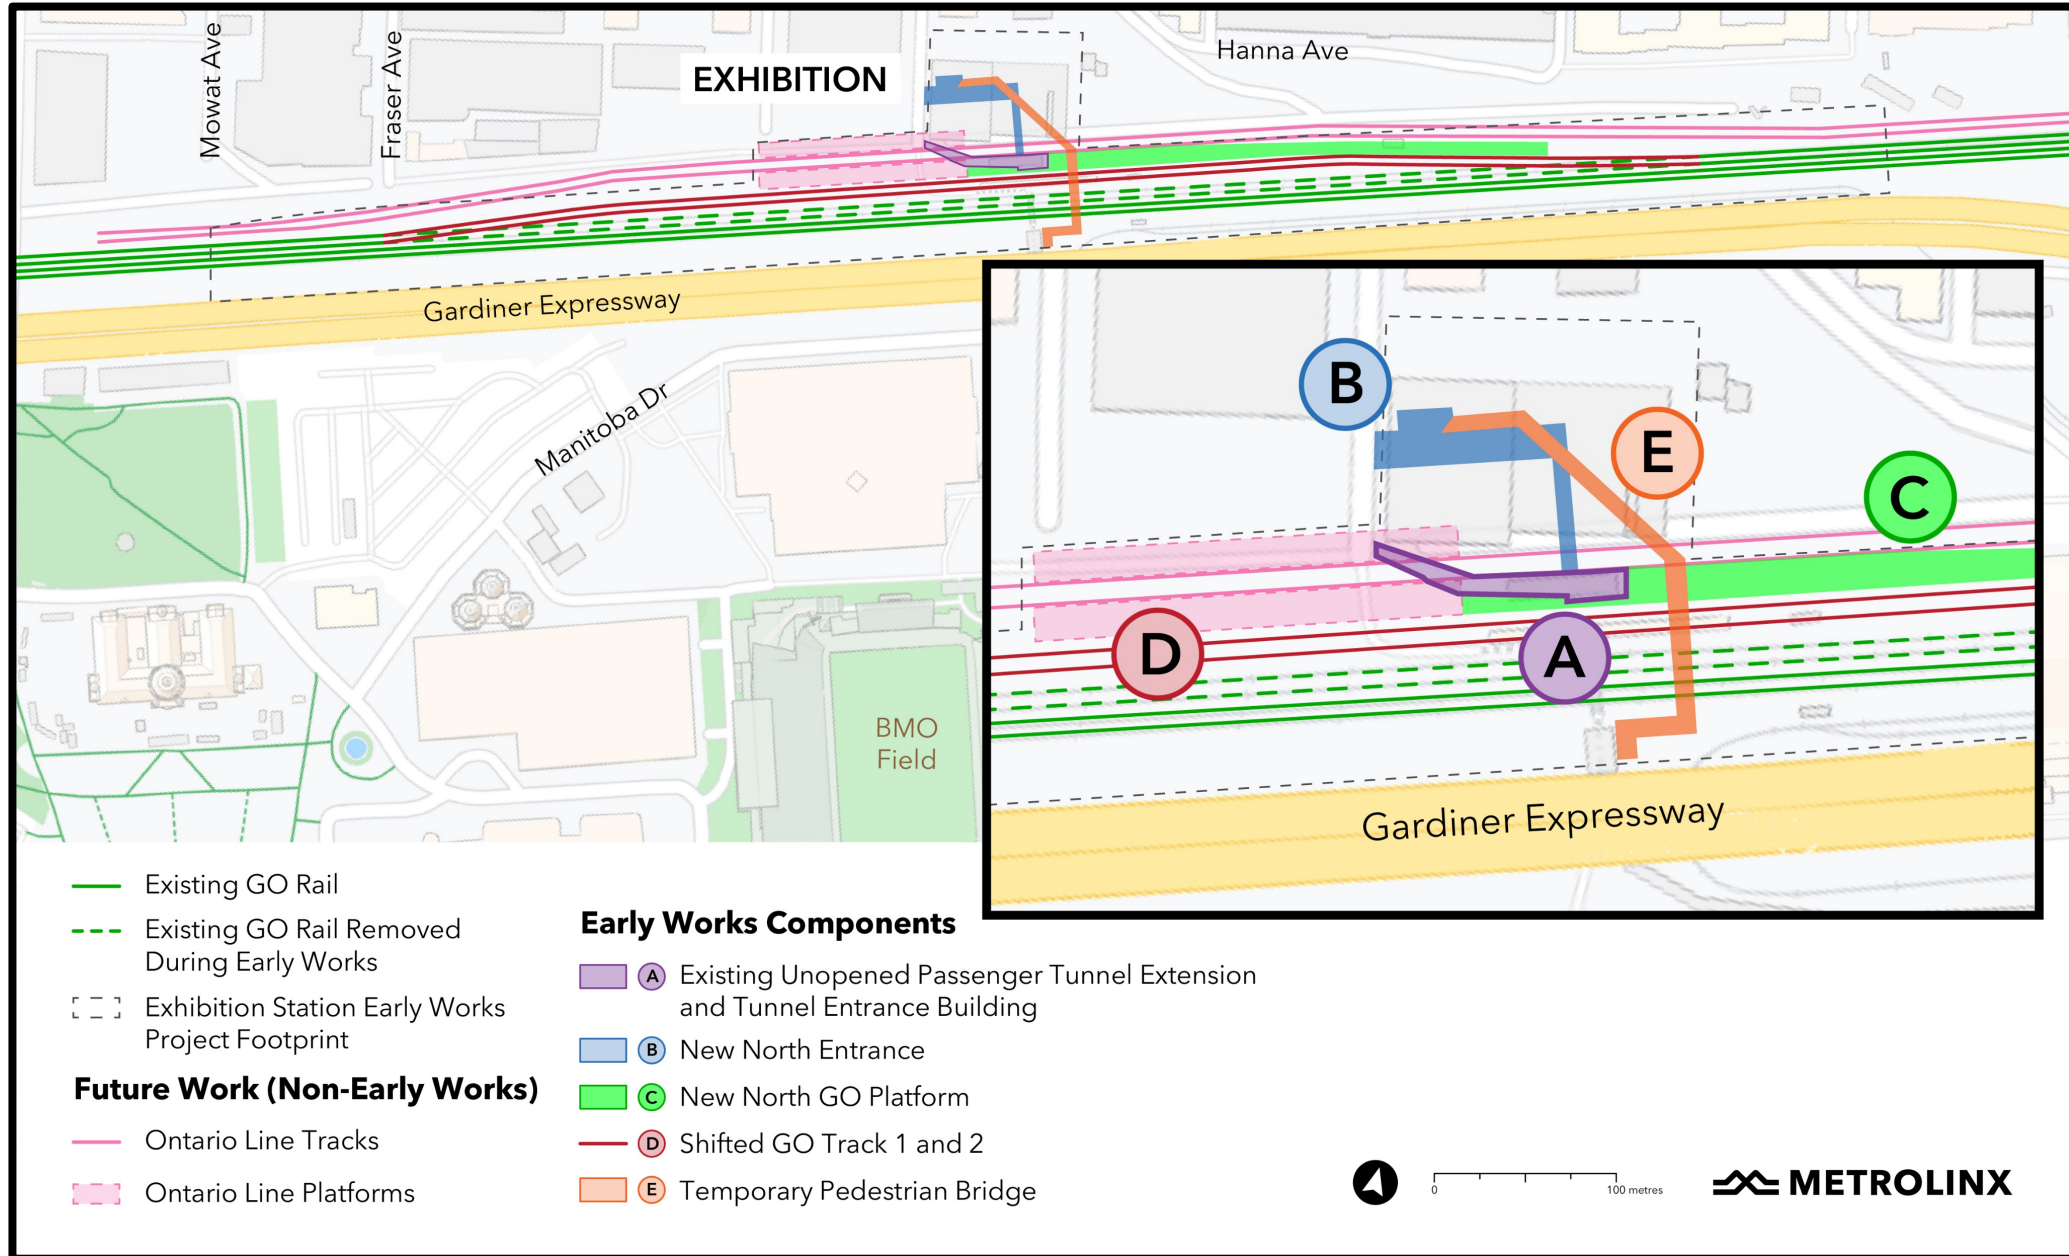 Mowat Ave
Fraser Ave
EXHIBITION
Hanna Ave
Gardiner Expressway
Manitoba Dr
BMO
Field
B
E
C
D
A
Gardiner Expressway
Existing GO Rail
Existing GO Rail Removed
During Early Works
Exhibition Station Early Works
Project Footprint
Future Work (Non-Early Works)
Ontario Line Tracks
Ontario Line Platforms
Early Works Components
A Existing Unopened Passenger Tunnel Extension
and Tunnel Entrance Building
B New North Entrance
C New North GO Platform
D Shifted GO Track 1 and 2
E Temporary Pedestrian Bridge
0 100 metres
METROLINX